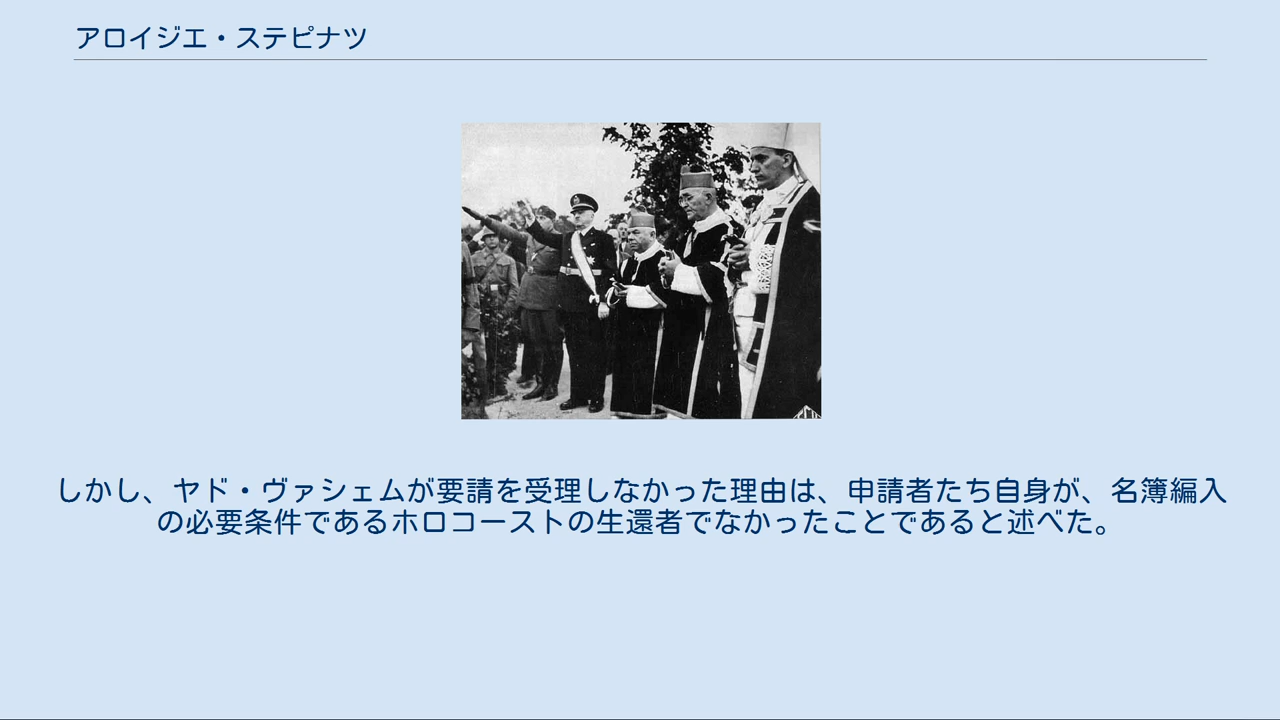 アロイジエ・ステピナツ
しかし、ヤド・ヴァシェムが要請を受理しなかった理由は、申請者たち自身が、名簿編入
の必要条件であるホロコーストの生還者でなかったことであると述べた。